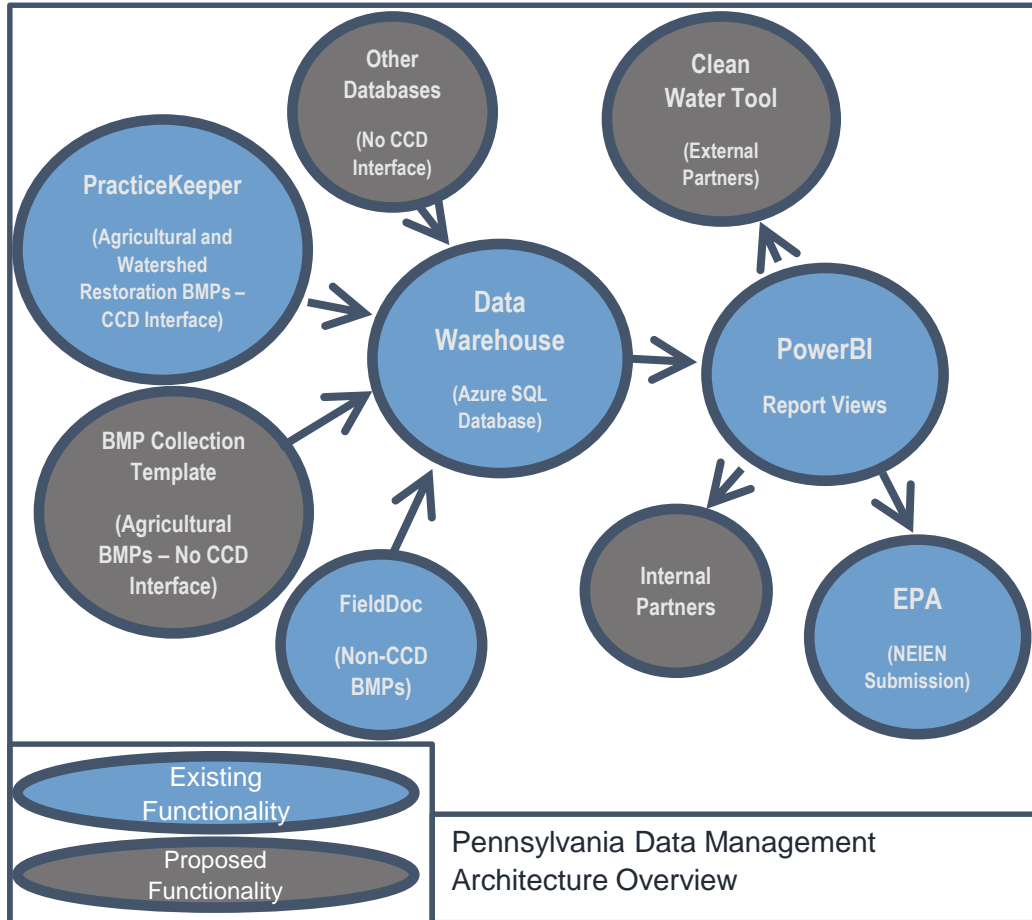 Other
Databases
(No CCD
Interface)
Clean
Water Tool
(External
Partners)
PracticeKeeper
(Agricultural and
Watershed
Restoration BMPs –
CCD Interface)
Data
Warehouse
(Azure SQL
Database)
PowerBI
Report Views
BMP Collection
Template
(Agricultural
BMPs – No CCD
Interface)
FieldDoc
(Non-CCD
BMPs)
Internal
Partners
EPA
(NEIEN
Submission)
Existing
Functionality
Proposed
Functionality
Pennsylvania Data Management
Architecture Overview